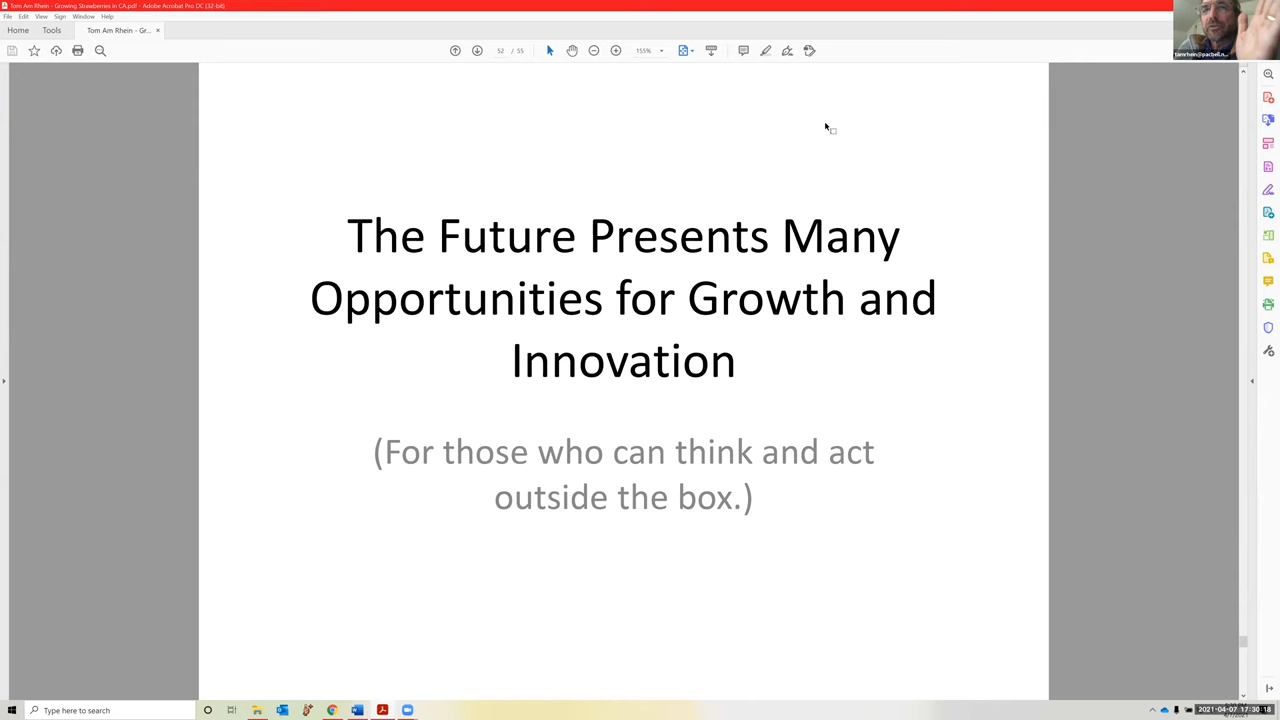 Tom Am Rhein - Growing Strawberries in CA.pdf - Adobe Acrobat Pro DC (32-bit)
File Edit View Sign Window Help
Home Tools Tom Am Rhein - Gr... ×
52 / 55 155%
tamrhein@pacbell.n...
The Future Presents Many
Opportunities for Growth and
Innovation
(For those who can think and act
outside the box.)
Type here to search
2021-04-07 17:30:18